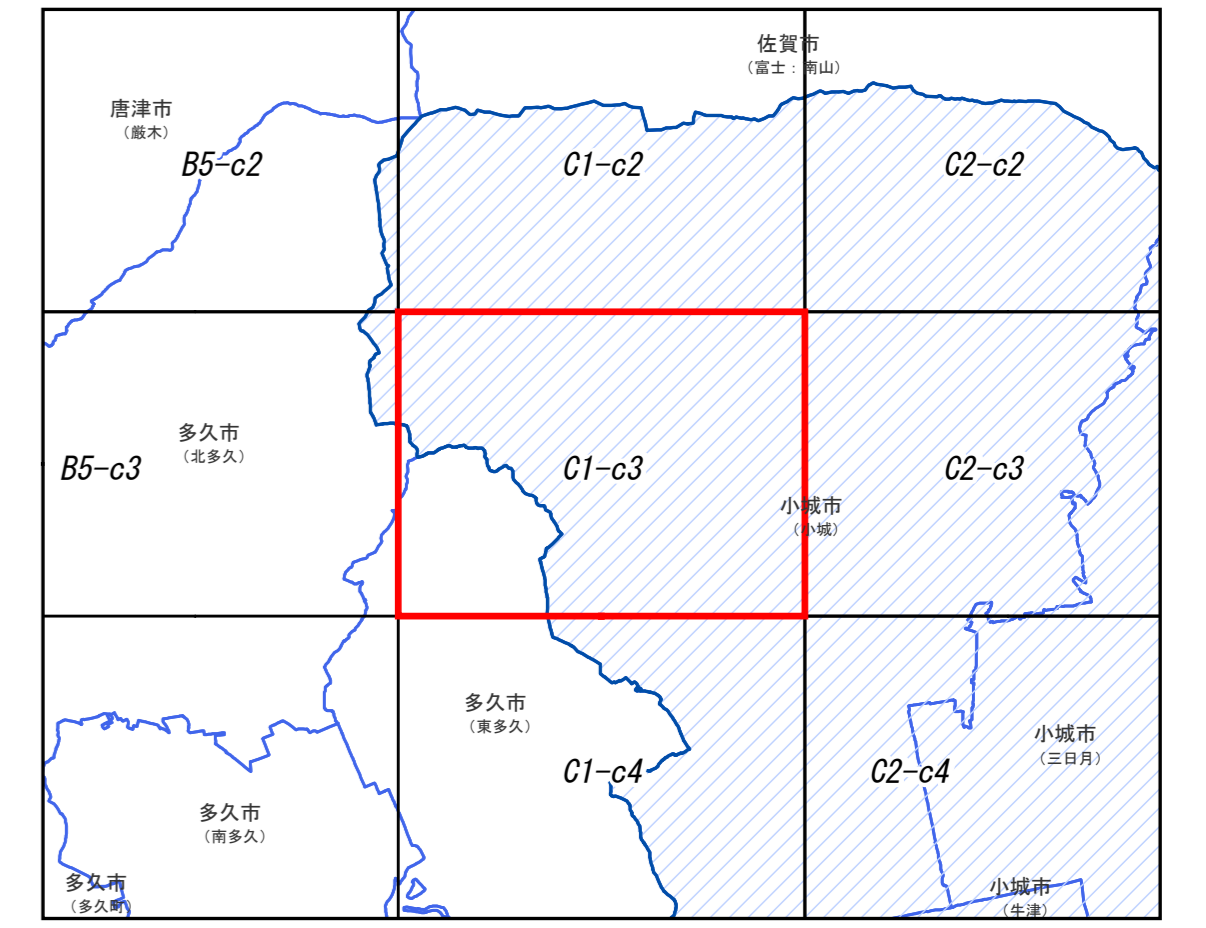 佐賀市
（富士：南山）
唐津市
（厳木）
B5-c2
C1-c2
C2-c2
多久市
（北多久）
B5-c3
C1-c3
C2-c3
小城市
（小城）
多久市
（東多久）
小城市
（三日月）
C1-c4
C2-c4
多久市
（南多久）
多久市
（多久町）
小城市
（牛津）